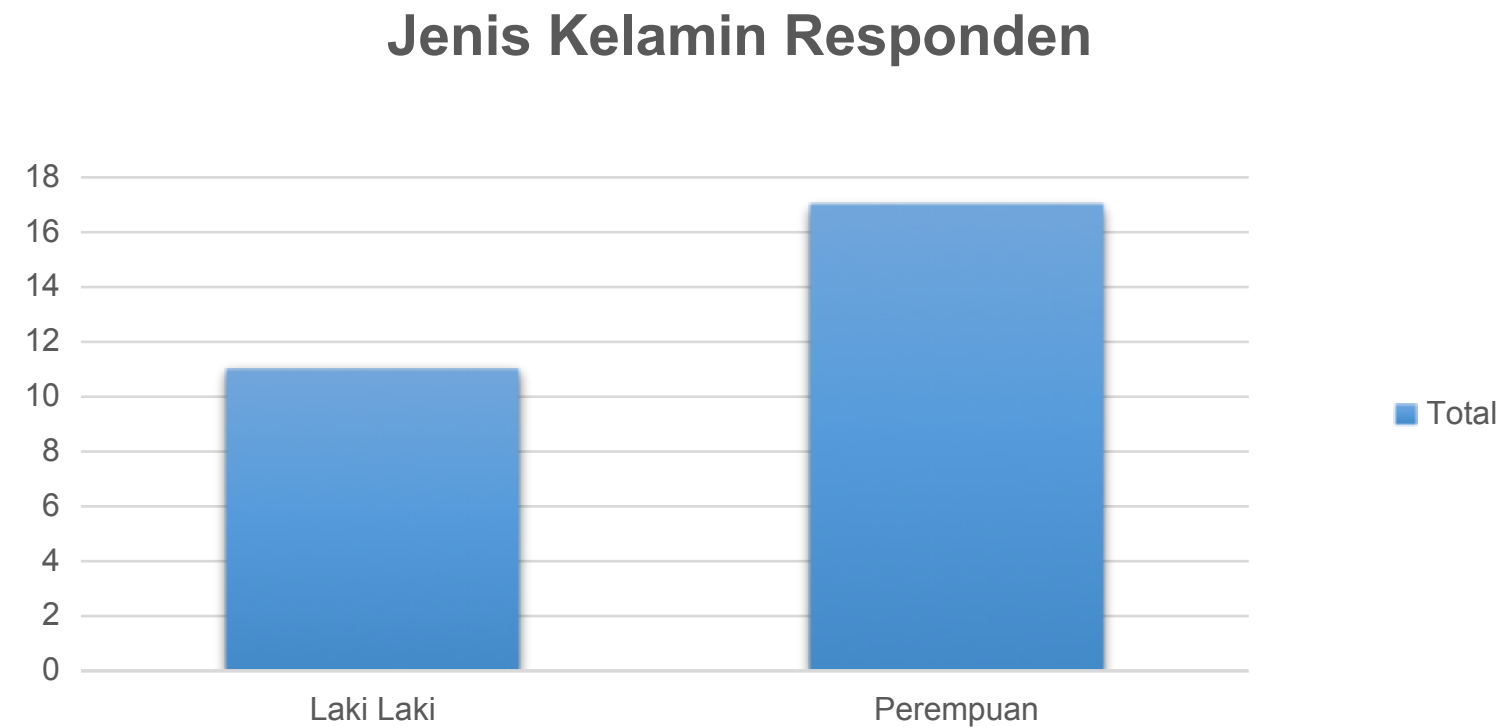 Jenis Kelamin Responden
18
16
14
12
10
8
6
4
2
0
Laki Laki
Perempuan
Total